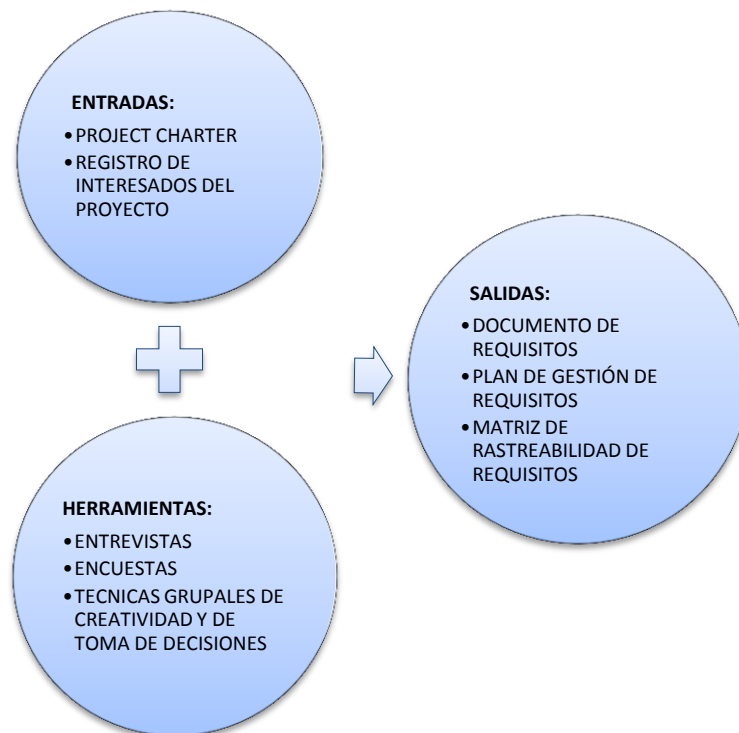 ENTRADAS:
•PROJECT CHARTER
•REGISTRO DE
INTERESADOS DEL
PROYECTO
HERRAMIENTAS:
•ENTREVISTAS
•ENCUESTAS
•TECNICAS GRUPALES DE
CREATIVIDAD Y DE
TOMA DE DECISIONES
SALIDAS:
•DOCUMENTO DE
REQUISITOS
•PLAN DE GESTIÓN DE
REQUISITOS
•MATRIZ DE
RASTREABILIDAD DE
REQUISITOS